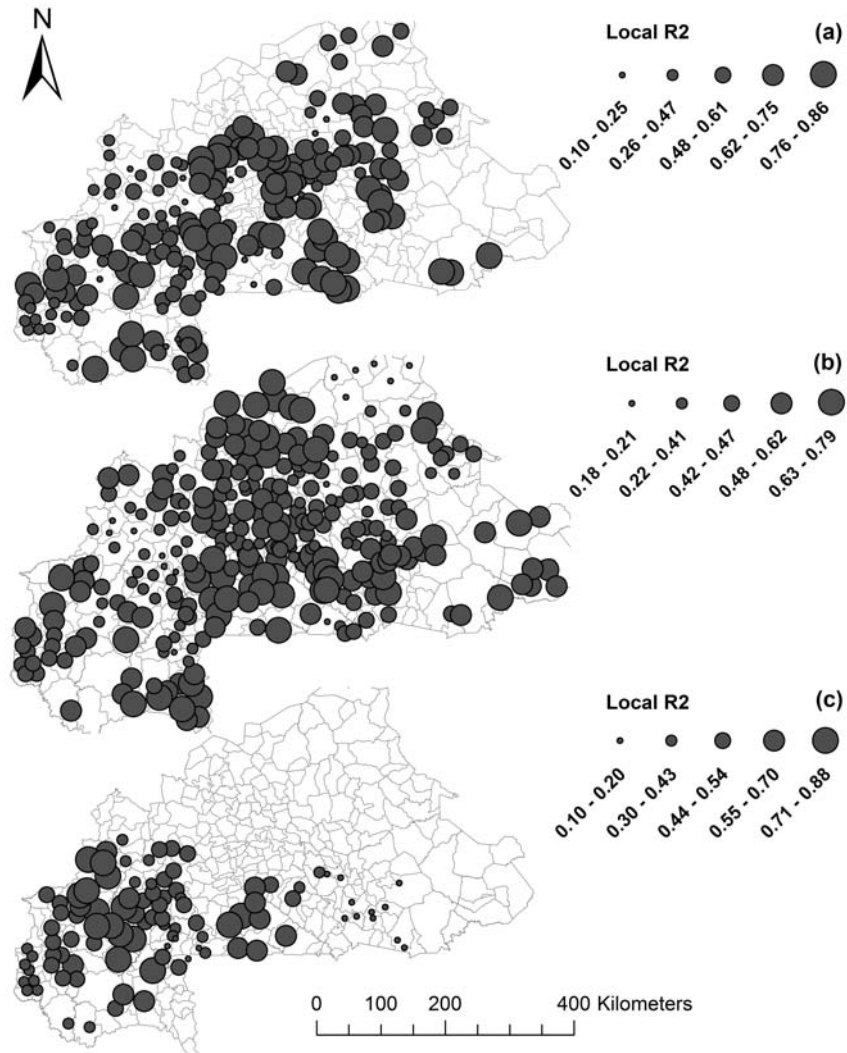 N
Local R2 (a)
0.10 - 0.25
0.26 - 0.47
0.48 - 0.61
0.62 - 0.75
0.76 - 0.86
Local R2 (b)
0.18 - 0.21
0.22 - 0.41
0.42 - 0.47
0.48 - 0.62
0.63 - 0.79
Local R2 (c)
0.10 - 0.20
0.30 - 0.43
0.44 - 0.54
0.55 - 0.70
0.71 - 0.88
0 100 200 400 Kilometers